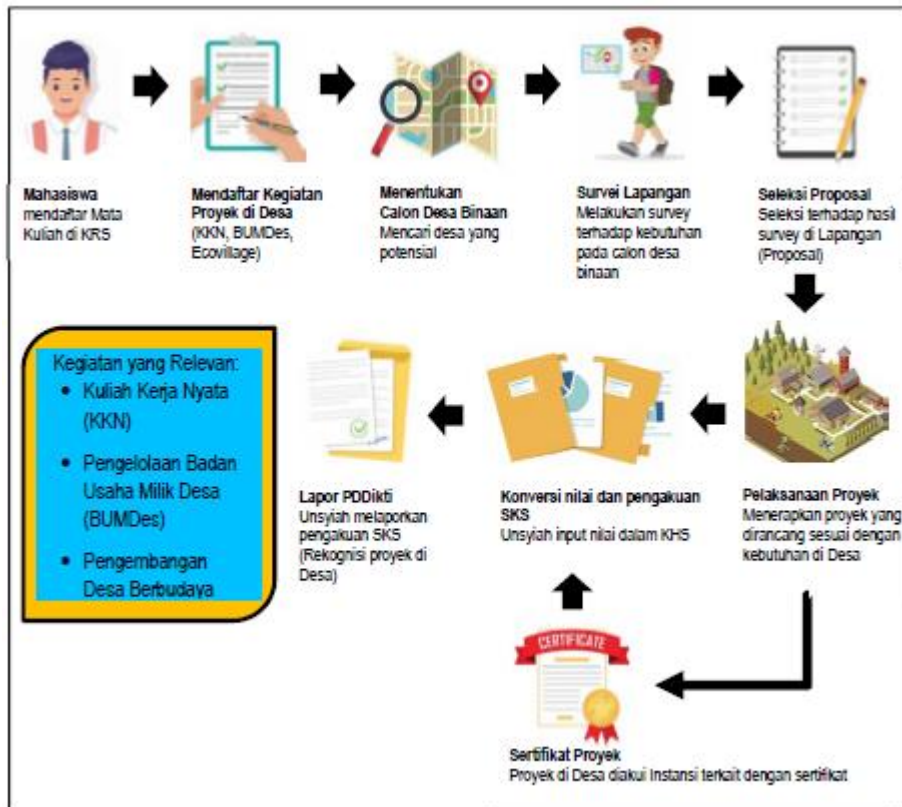 Mahasiswa
mendaftar Mata
Kuliah di KRS
Mendaftar Kegiatan
Proyek di Desa
(KKN, BUMDes,
Ecovillage)
Menentukan
Calon Desa Binaan
Mencari desa yang
potensial
Survei Lapangan
Melakukan survey
terhadap kebutuhan
pada calon desa
binaan
Seleksi Proposal
Seleksi terhadap hasil
survey di Lapangan
(Proposal)
Kegiatan yang Relevan:
• Kuliah Kerja Nyata
(KKN)
• Pengelolaan Badan
Usaha Milik Desa
(BUMDes)
• Pengembangan
Desa Berbudaya
Lapor PDDikti
Unsyiah melaporkan
pengakuan SKS
(Rekognisi proyek di
Desa)
Konversi nilai dan pengakuan
SKS
Unsyiah input nilai dalam KHS
Pelaksanaan Proyek
Menerapkan proyek yang
dirancang sesuai dengan
kebutuhan di Desa
CERTIFICATE
Sertifikat Proyek
Proyek di Desa diakui Instansi terkait dengan sertifikat